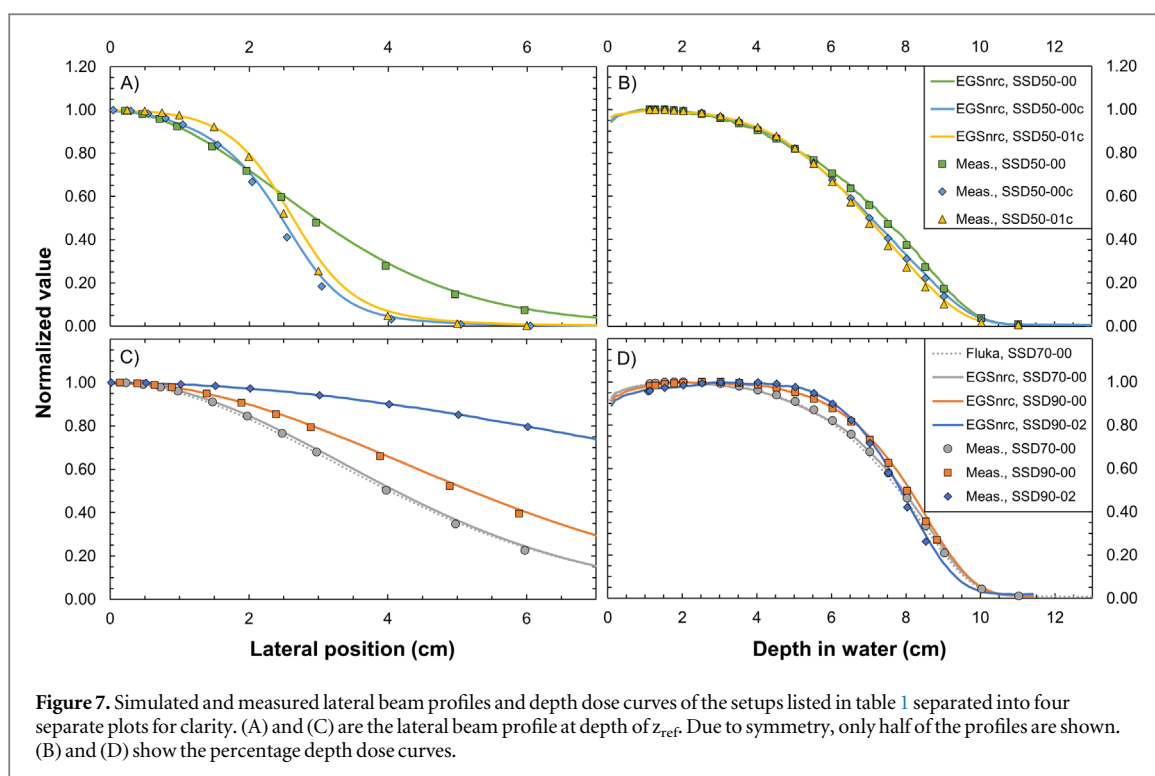 0 2 4 6 0 2 4 6 8 10 12
1.20 A) B) 1.20
1.00 1.00
0.80 0.80
0.60 0.60
0.40 0.40
0.20 0.20
0.00 0.00
EGSnrc, SSD50-00
EGSnrc, SSD50-00c
EGSnrc, SSD50-01c
Meas., SSD50-00
Meas., SSD50-00c
Meas., SSD50-01c
Normalized value
C) D) 1.20
1.00 1.00
0.80 0.80
0.60 0.60
0.40 0.40
0.20 0.20
0.00 0.00
Fluka, SSD70-00
EGSnrc, SSD70-00
EGSnrc, SSD90-00
EGSnrc, SSD90-02
Meas., SSD70-00
Meas., SSD90-00
Meas., SSD90-02
0 2 4 6 0 2 4 6 8 10 12
Lateral position (cm) Depth in water (cm)
Figure 7. Simulated and measured lateral beam profiles and depth dose curves of the setups listed in table 1 separated into four
separate plots for clarity. (A) and (C) are the lateral beam profile at depth of zref. Due to symmetry, only half of the profiles are shown.
(B) and (D) show the percentage depth dose curves.